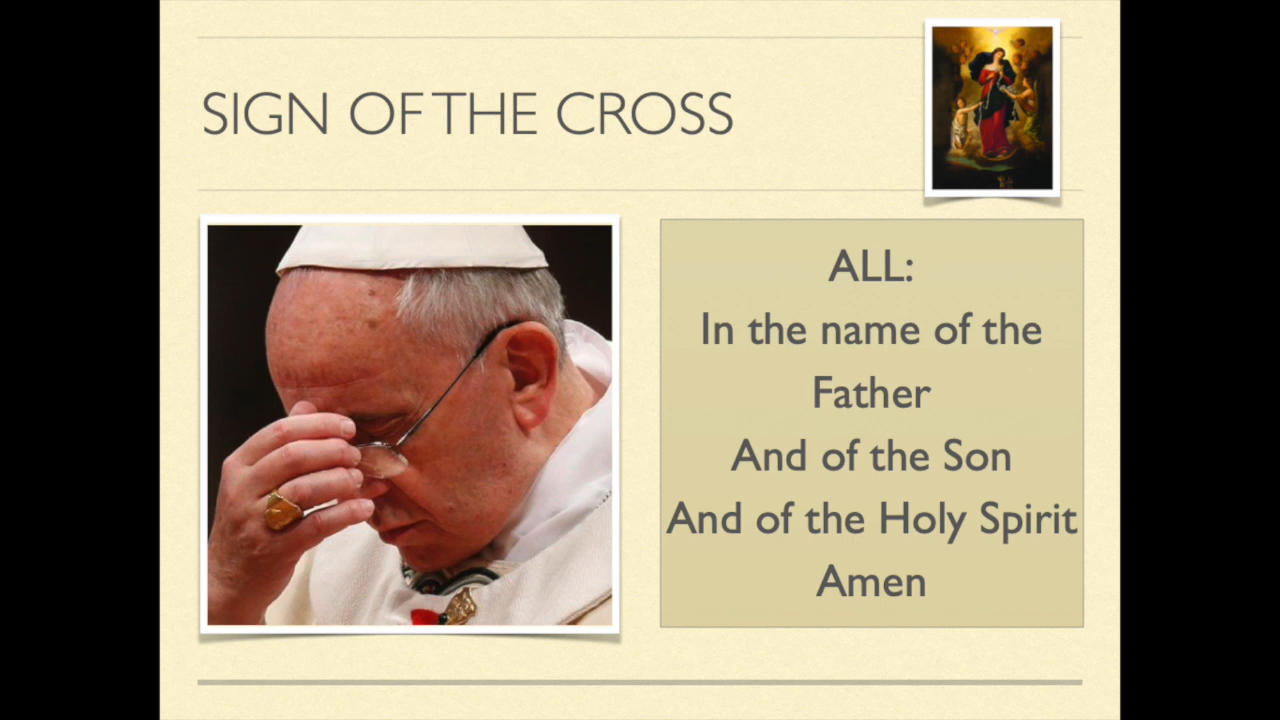 SIGN OF THE CROSS
ALL:
In the name of the
Father
And of the Son
And of the Holy Spirit
Amen